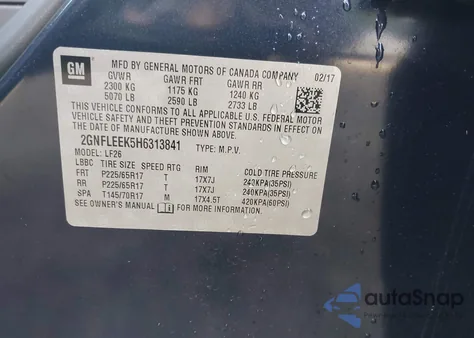 GM
MFD BY GENERAL MOTORS OF CANADA COMPANY 02/17
GVWR GAWR FRT GAWR RR
2300 KG 1175 KG 1240 KG
5070 LB 2590 LB 2733 LB
THIS VEHICLE CONFORMS TO ALL APPLICABLE U.S. FEDERAL MOTOR
VEHICLE SAFETY AND THEFT PREVENTION STANDARDS IN EFFECT ON
THE DATE OF MANUFACTURE SHOWN ABOVE.
2GNFLEEK5H6313841 TYPE: M.P.V.
MODEL: LF26
LBBC TIRE SIZE SPEED RTG RIM COLD TIRE PRESSURE
FRT P225/65R17 T 17X7J 240KPA(35PSI)
RR P225/65R17 T 17X7J 240KPA(35PSI)
SPA T145/70R17 M 17X4.5T 420KPA(60PSI)
SEE OWNER'S MANUAL
autoSnap